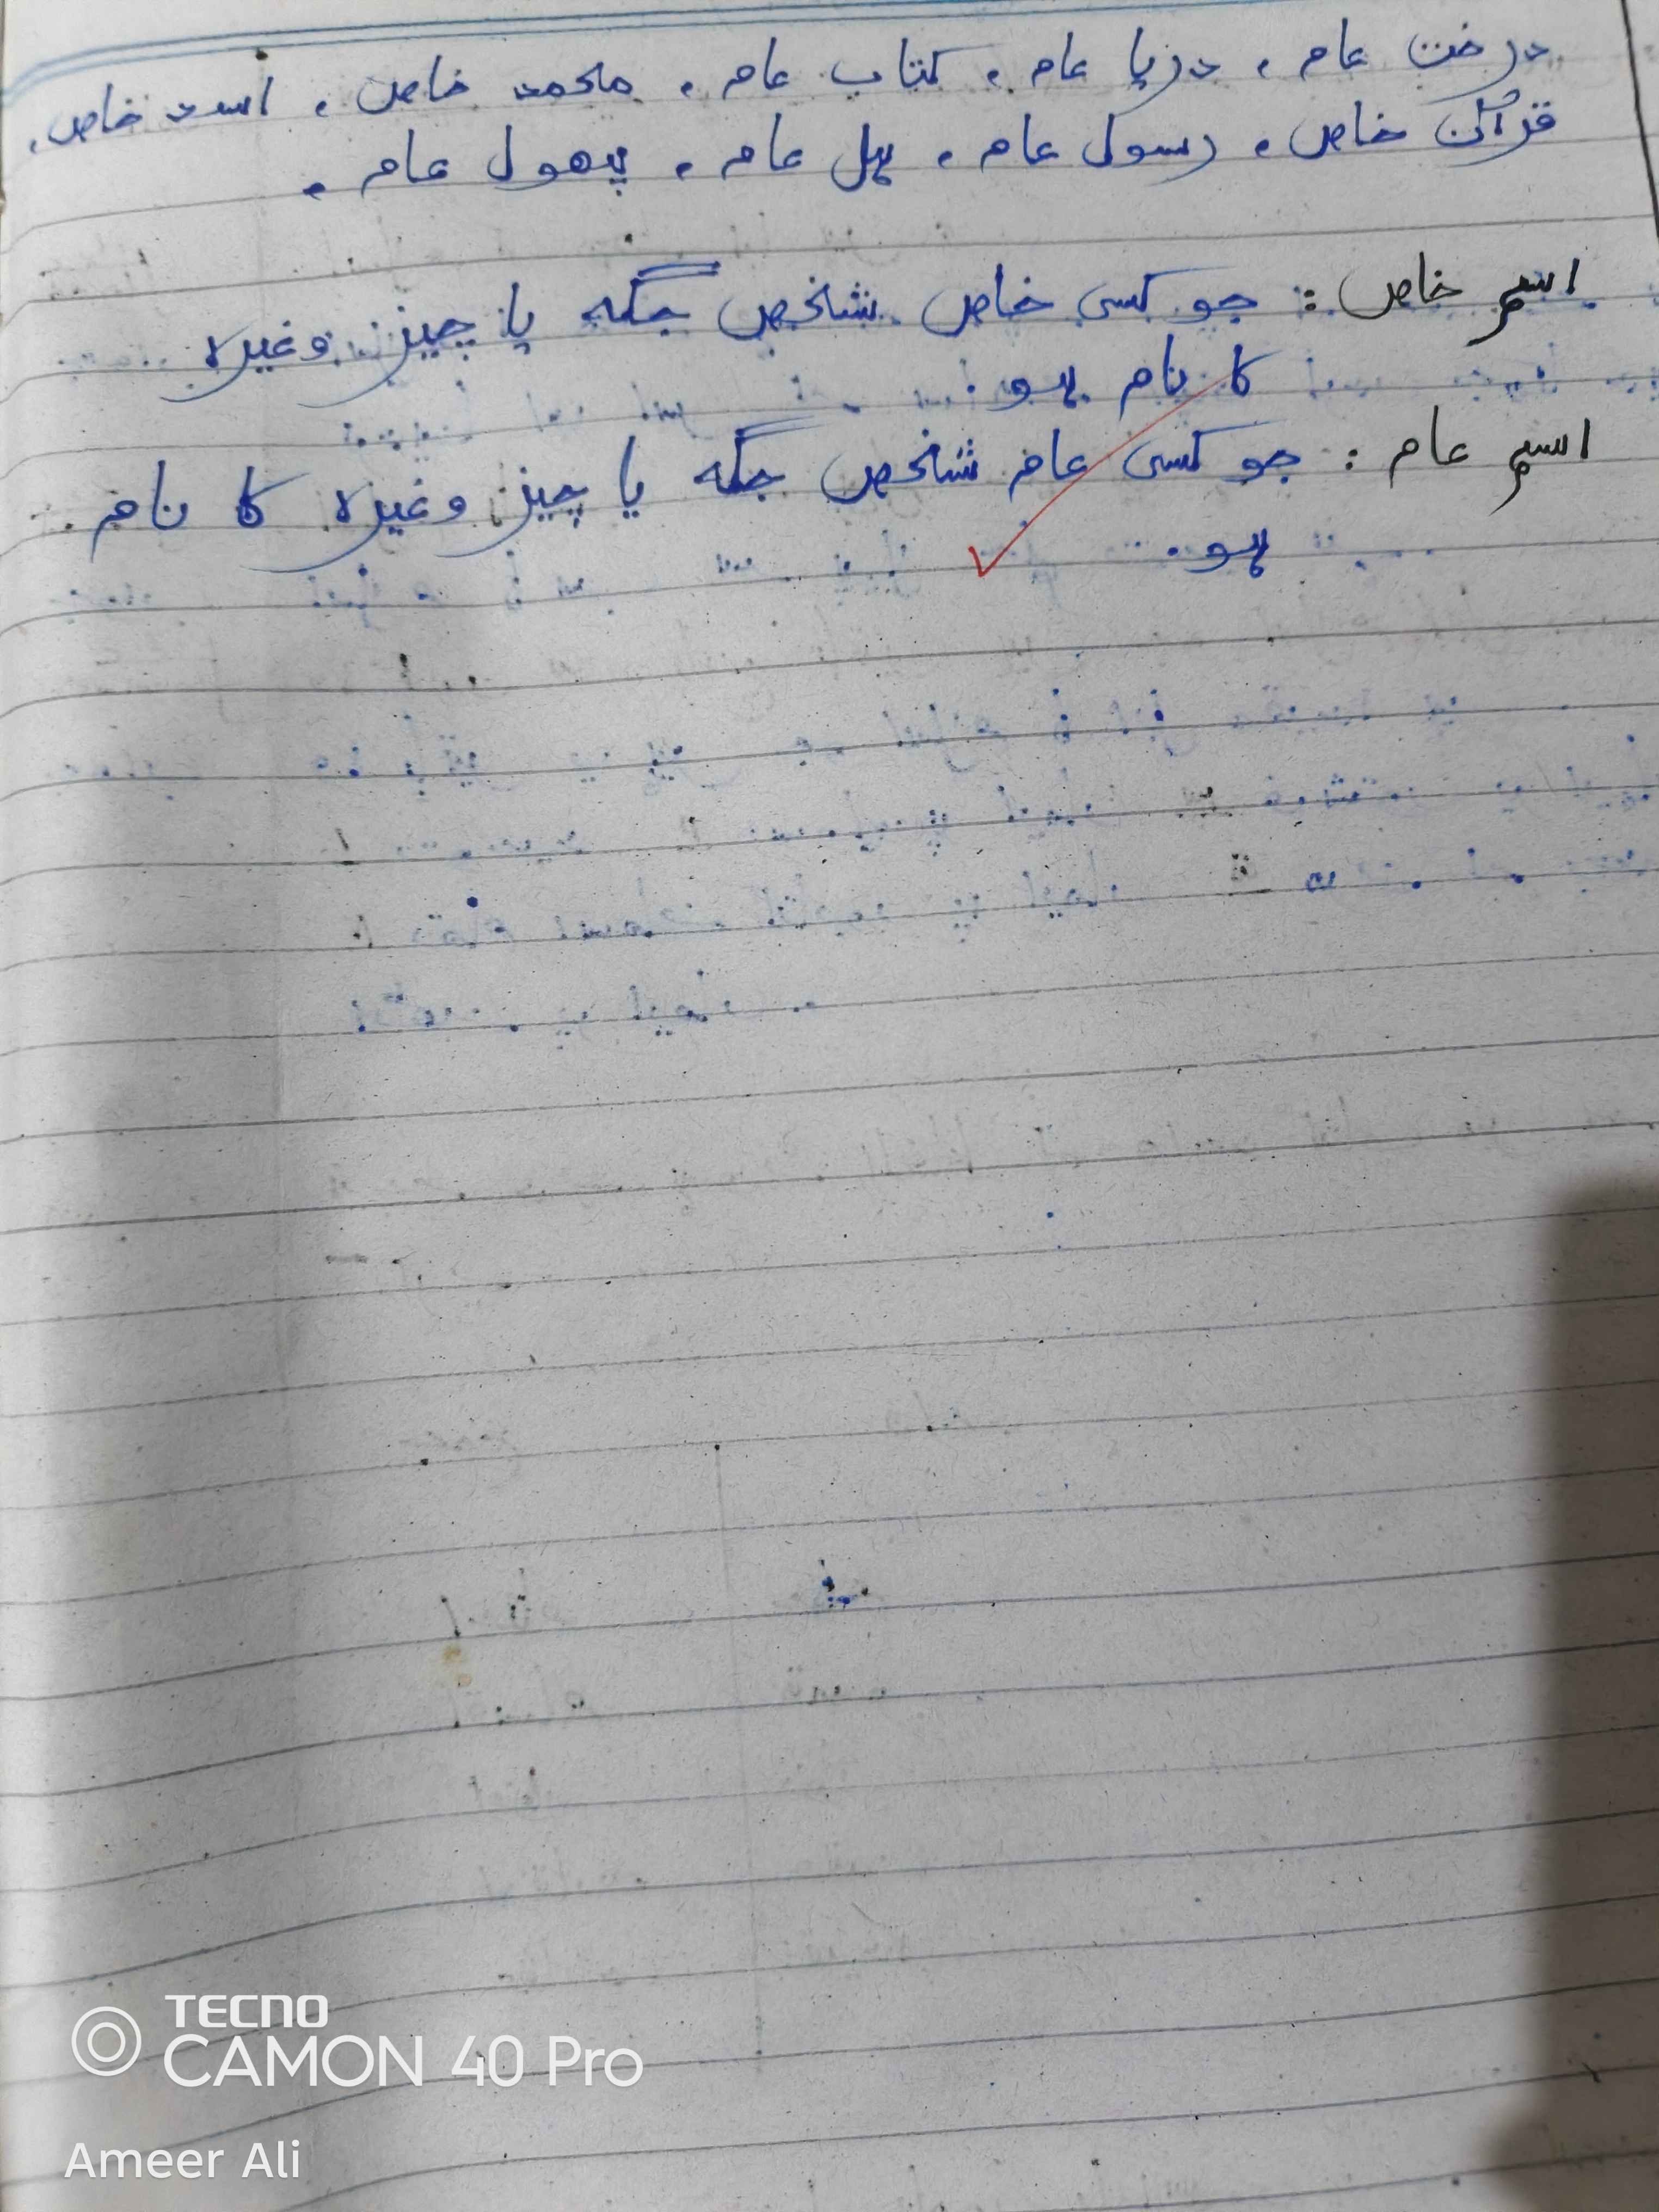 درخت عام ، دریا عام ، کتاب عام ، محمد خاص ، اسد خاص ،
قرآن خاص ، رسول عام ، پل عام ، پھول عام ،
اسم خاص : جو کسی خاص شخص جگہ یا چیز وغیرہ
کا نام ہو .
اسم عام : جو کسی عام شخص جگہ یا چیز وغیرہ کا نام
ہو .
TECNO
CAMON 40 Pro
Ameer Ali